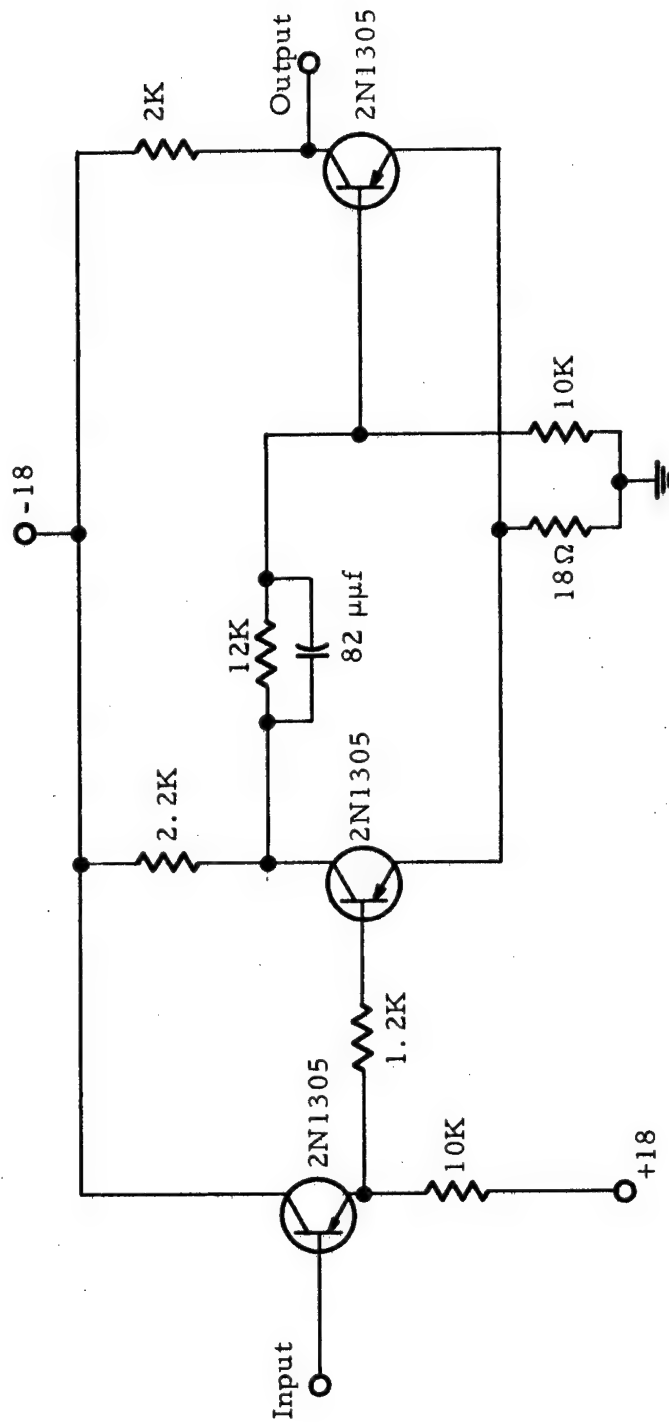 -18
2K
Output
2N1305
2.2K
12K
82 μμf
2N1305
2N1305
1.2K
Input
10K
+18
18Ω
10K